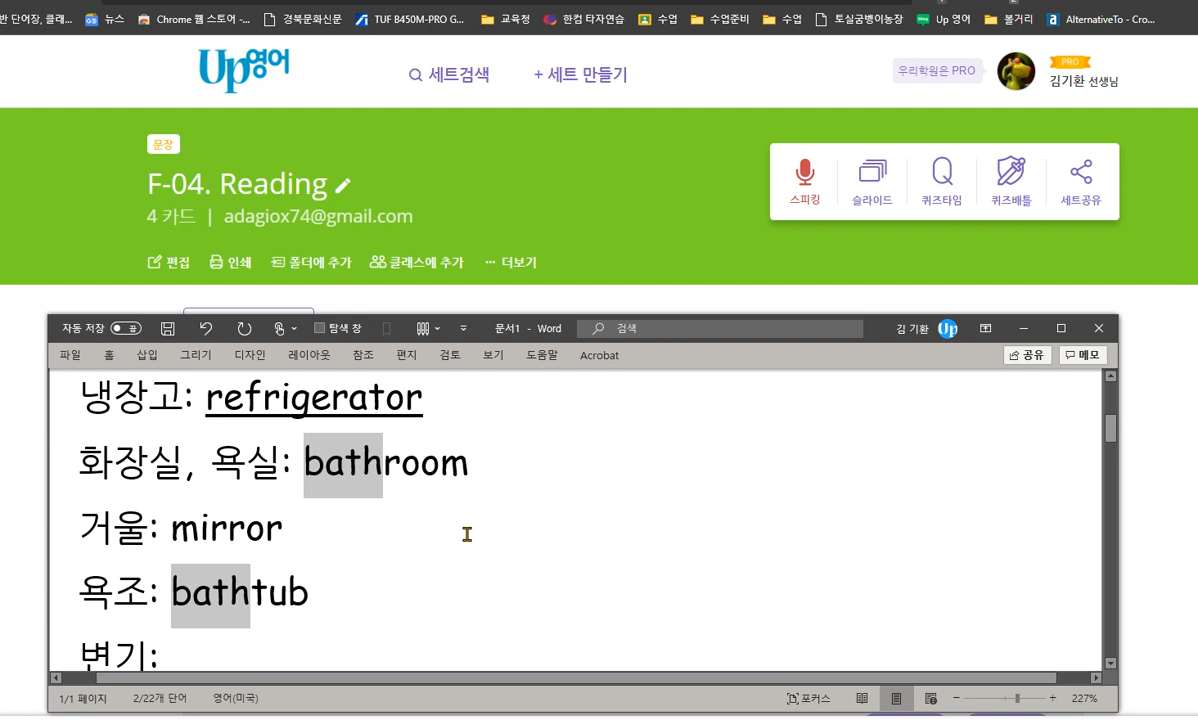 반 단어장, 클래... 뉴스 Chrome 웹 스토어 -... 경북문화신문 TUF B450M-PRO G... 교육청 한컴 타자연습 수업 수업준비 수업 토실굼벵이농장 Up 영어 볼거리 AlternativeTo - Cro...
Up영어 세트검색 + 세트 만들기 우리학원은 PRO PRO
김기환 선생님
문장
F-04. Reading
4 카드 | adagiox74@gmail.com
스피킹 슬라이드 퀴즈타임 퀴즈배틀 세트공유
편집 인쇄 폴더에 추가 클래스에 추가 ··· 더보기
자동 저장 끔 탐색 창 문서1 - Word 검색 김 기환 Up
파일 홈 삽입 그리기 디자인 레이아웃 참조 편지 검토 보기 도움말 Acrobat 공유 메모
냉장고: refrigerator
화장실, 욕실: bathroom
거울: mirror
욕조: bathtub
변기:
1/1 페이지 2/22개 단어 영어(미국) 포커스 227%